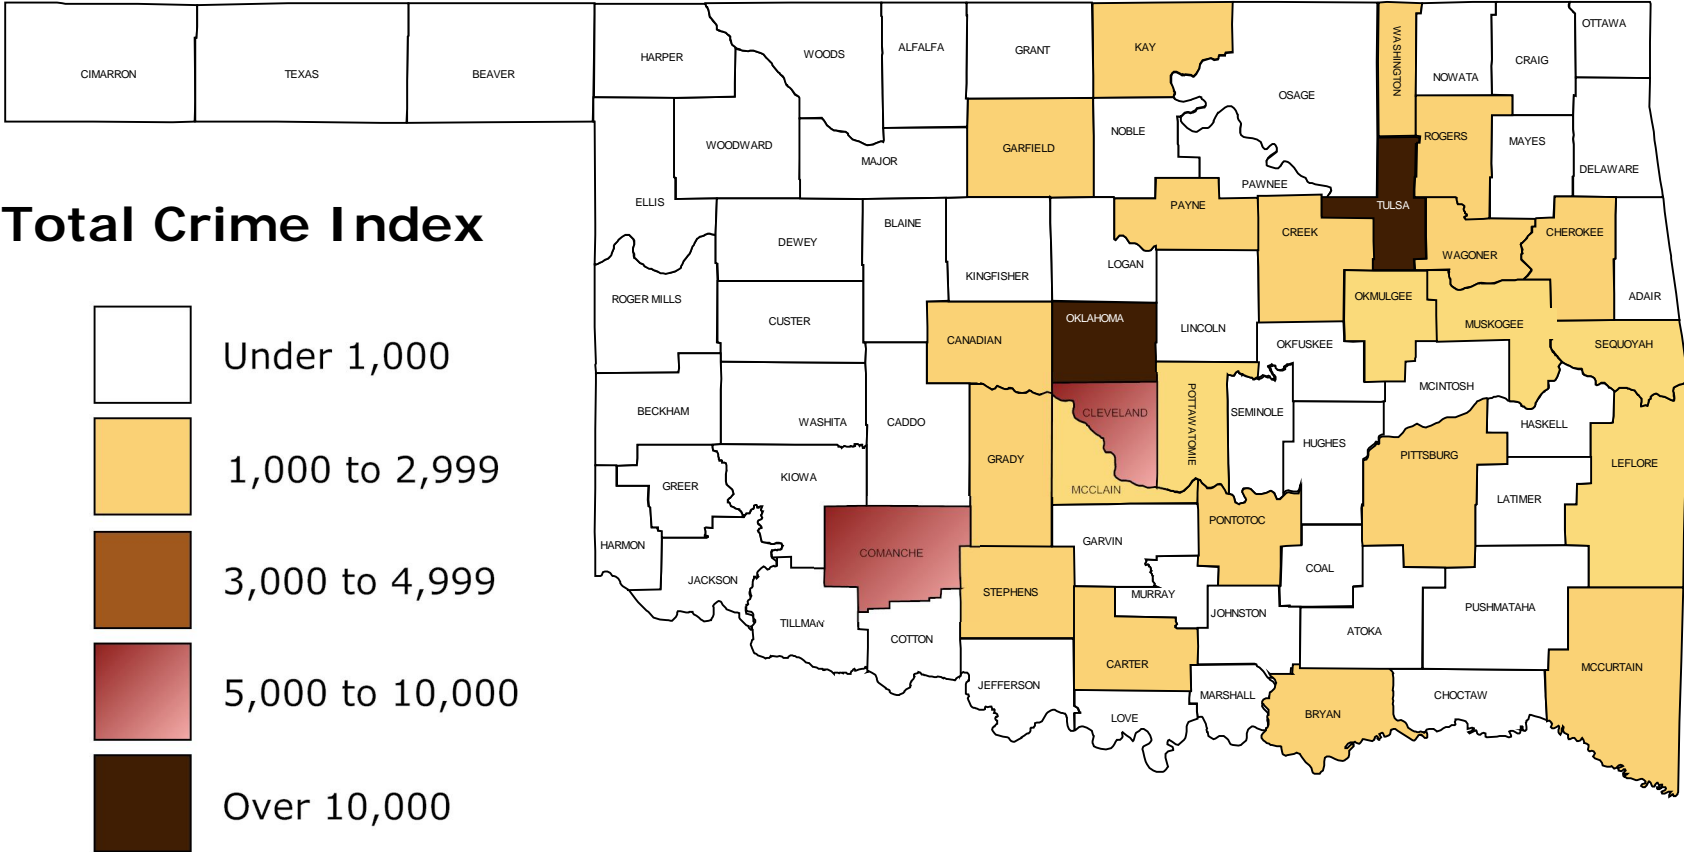 CIMARRON
TEXAS
BEAVER
HARPER
WOODS
ALFALFA
GRANT
KAY
OSAGE
WASHINGTON
NOWATA
CRAIG
OTTAWA
WOODWARD
MAJOR
GARFIELD
NOBLE
PAWNEE
ROGERS
MAYES
DELAWARE
ELLIS
DEWEY
BLAINE
KINGFISHER
LOGAN
PAYNE
CREEK
TULSA
WAGONER
CHEROKEE
ADAIR
ROGER MILLS
CUSTER
CANADIAN
OKLAHOMA
LINCOLN
OKFUSKEE
OKMULGEE
MUSKOGEE
SEQUOYAH
BECKHAM
WASHITA
CADDO
GRADY
CLEVELAND
MCCLAIN
POTTAWATOMIE
SEMINOLE
HUGHES
MCINTOSH
PITTSBURG
HASKELL
LATIMER
LEFLORE
GREER
KIOWA
HARMON
JACKSON
COMANCHE
TILLMAN
COTTON
STEPHENS
GARVIN
MURRAY
PONTOTOC
COAL
JOHNSTON
ATOKA
PUSHMATAHA
MCCURTAIN
JEFFERSON
CARTER
LOVE
MARSHALL
BRYAN
CHOCTAW
Total Crime Index
Under 1,000
1,000 to 2,999
3,000 to 4,999
5,000 to 10,000
Over 10,000